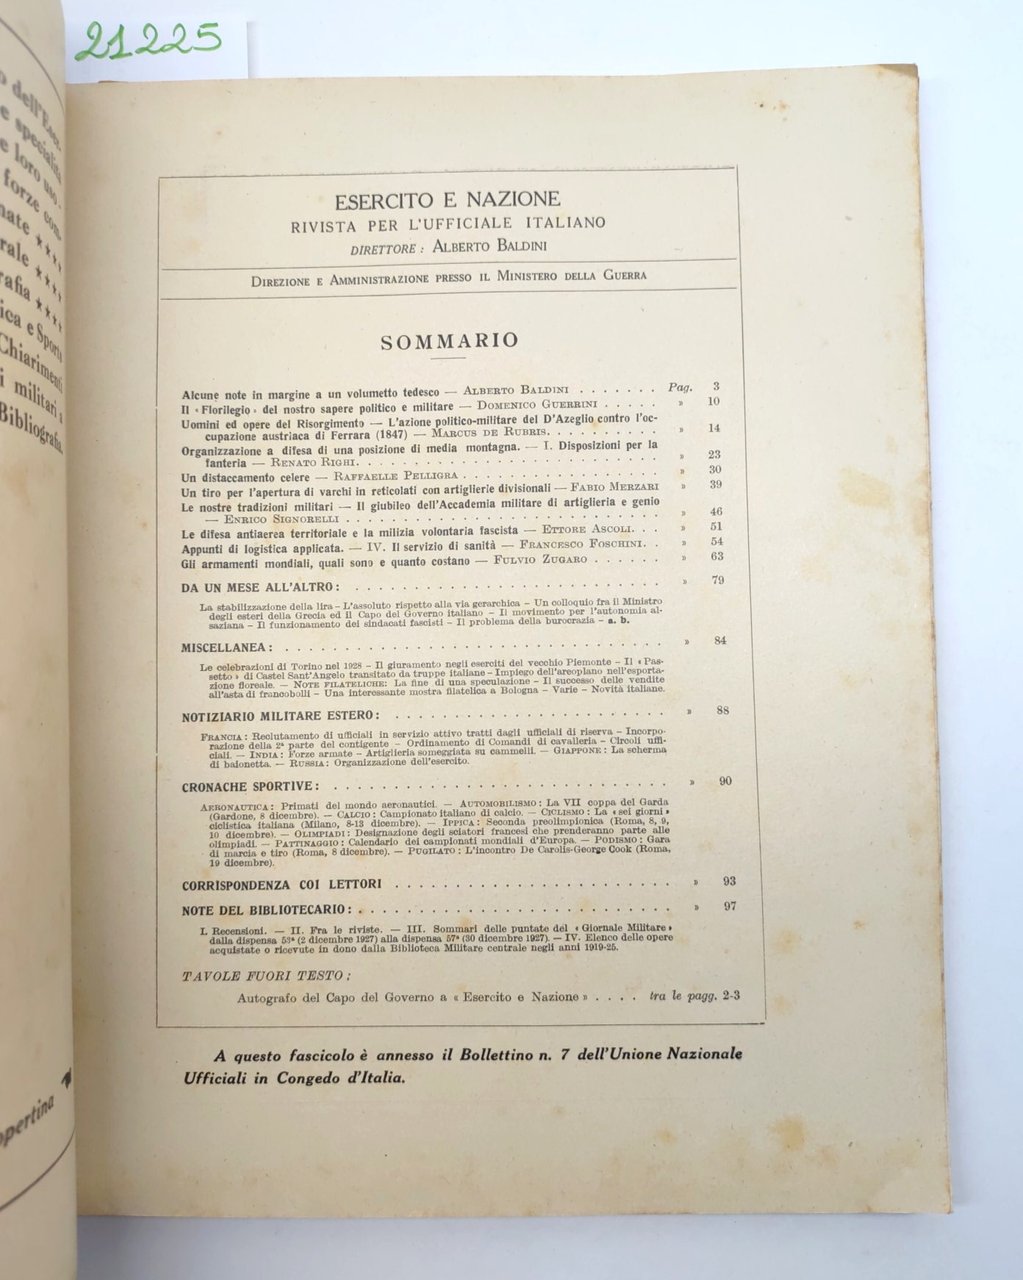 21225
dell'Eser-
e specialità
e loro uso -
forze com.
nate ****
rale ****
rafia ****
ica e Sporti
Chiarimenti
i militari a
Bibliografia.
opertina
ESERCITO E NAZIONE
RIVISTA PER L'UFFICIALE ITALIANO
DIRETTORE: ALBERTO BALDINI
DIREZIONE E AMMINISTRAZIONE PRESSO IL MINISTERO DELLA GUERRA
SOMMARIO
Alcune note in margine a un volumetto tedesco — ALBERTO BALDINI . . . . . . . Pag. 3
Il «Florilegio» del nostro sapere politico e militare — DOMENICO GUERRINI . . . . . » 10
Uomini ed opere del Risorgimento — L'azione politico-militare del D'Azeglio contro l'oc-
cupazione austriaca di Ferrara (1847) — MARCUS DE RUBRIS. . . . . . . . . . » 14
Organizzazione a difesa di una posizione di media montagna. — I. Disposizioni per la
fanteria — RENATO RIGHI. . . . . . . . . . . . . . . . . . . . . . . . . . » 23
Un distaccamento celere — RAFFAELLE PELLIGRA . . . . . . . . . . . . . . . . . » 30
Un tiro per l'apertura di varchi in reticolati con artiglierie divisionali — FABIO MERZARI » 39
Le nostre tradizioni militari — Il giubileo dell'Accademia militare di artiglieria e genio
— ENRICO SIGNORELLI . . . . . . . . . . . . . . . . . . . . . . . . . . . » 46
Le difesa antiaerea territoriale e la milizia volontaria fascista — ETTORE ASCOLI. . . » 51
Appunti di logistica applicata. — IV. Il servizio di sanità — FRANCESCO FOSCHINI. . » 54
Gli armamenti mondiali, quali sono e quanto costano — FULVIO ZUGARO . . . . . . » 63
DA UN MESE ALL'ALTRO: . . . . . . . . . . . . . . . . . . . . . . » 79
La stabilizzazione della lira – L'assoluto rispetto alla via gerarchica – Un colloquio fra il Ministro
degli esteri della Grecia ed il Capo del Governo italiano – Il movimento per l'autonomia al-
saziana – Il funzionamento dei sindacati fascisti – Il problema della burocrazia – a. b.
MISCELLANEA: . . . . . . . . . . . . . . . . . . . . . . . . . . . » 84
Le celebrazioni di Torino nel 1928 – Il giuramento negli eserciti del vecchio Piemonte – Il «Pas-
setto» di Castel Sant'Angelo transitato da truppe italiane – Impiego dell'areoplano nell'esporta-
zione floreale. – NOTE FILATELICHE: La fine di una speculazione – Il successo delle vendite
all'asta di francobolli – Una interessante mostra filatelica a Bologna – Varie – Novità italiane.
NOTIZIARIO MILITARE ESTERO: . . . . . . . . . . . . . . . . . . . » 88
FRANCIA: Reclutamento di ufficiali in servizio attivo tratti dagli ufficiali di riserva – Incorpo-
razione della 2ª parte del contigente – Ordinamento di Comandi di cavalleria – Circoli uffi-
ciali. – INDIA: Forze armate – Artiglieria someggiata su cammelli. – GIAPPONE: La scherma
di baionetta. – RUSSIA: Organizzazione dell'esercito.
CRONACHE SPORTIVE: . . . . . . . . . . . . . . . . . . . . . . . » 90
AERONAUTICA: Primati del mondo aeronautici. — AUTOMOBILISMO: La VII coppa del Garda
(Gardone, 8 dicembre). — CALCIO: Campionato italiano di calcio. — CICLISMO: La «sei giorni»
ciclistica italiana (Milano, 8-13 dicembre). — IPPICA: Seconda preolimpionica (Roma, 8, 9,
10 dicembre). — OLIMPIADI: Designazione degli sciatori francesi che prenderanno parte alle
olimpiadi. — PATTINAGGIO: Calendario dei campionati mondiali d'Europa. — PODISMO: Gara
di marcia e tiro (Roma, 8 dicembre). — PUGILATO: L'incontro De Carolis-George Cook (Roma,
19 dicembre).
CORRISPONDENZA COI LETTORI . . . . . . . . . . . . . . . . . . . » 93
NOTE DEL BIBLIOTECARIO: . . . . . . . . . . . . . . . . . . . . . » 97
I. Recensioni. — II. Fra le riviste. — III. Sommari delle puntate del «Giornale Militare»
dalla dispensa 53ª (2 dicembre 1927) alla dispensa 57ª (30 dicembre 1927). — IV. Elenco delle opere
acquistate o ricevute in dono dalla Biblioteca Militare centrale negli anni 1919-25.
TAVOLE FUORI TESTO:
Autografo del Capo del Governo a «Esercito e Nazione» . . . . tra le pagg. 2-3
A questo fascicolo è annesso il Bollettino n. 7 dell'Unione Nazionale
Ufficiali in Congedo d'Italia.